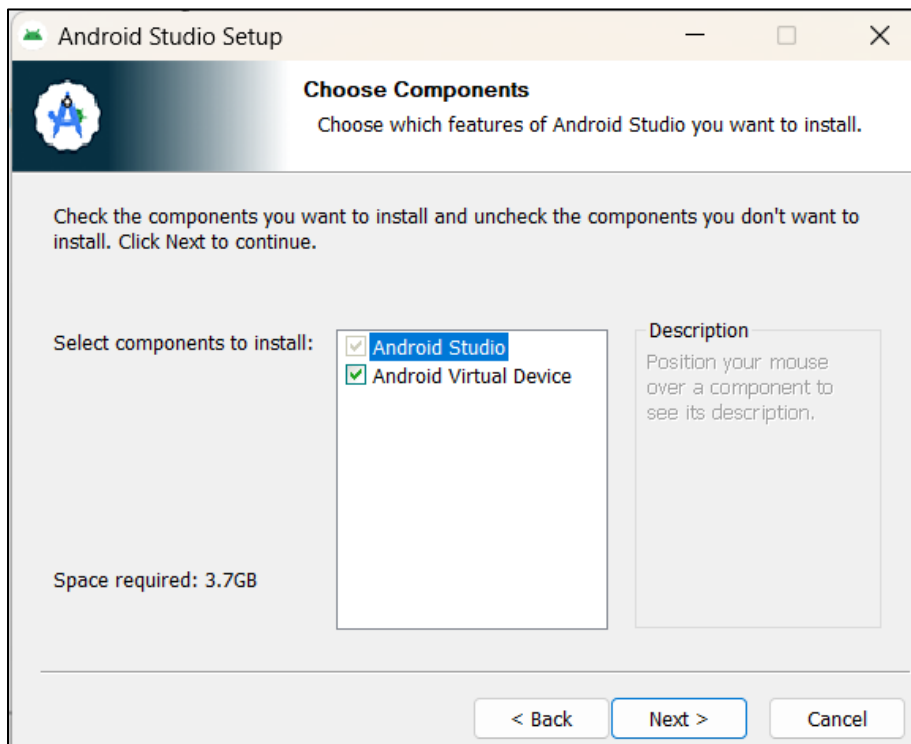 Android Studio Setup
Choose Components
Choose which features of Android Studio you want to install.
Check the components you want to install and uncheck the components you don't want to
install. Click Next to continue.
Select components to install:
Android Studio
Android Virtual Device
Description
Position your mouse
over a component to
see its description.
Space required: 3.7GB
< Back
Next >
Cancel